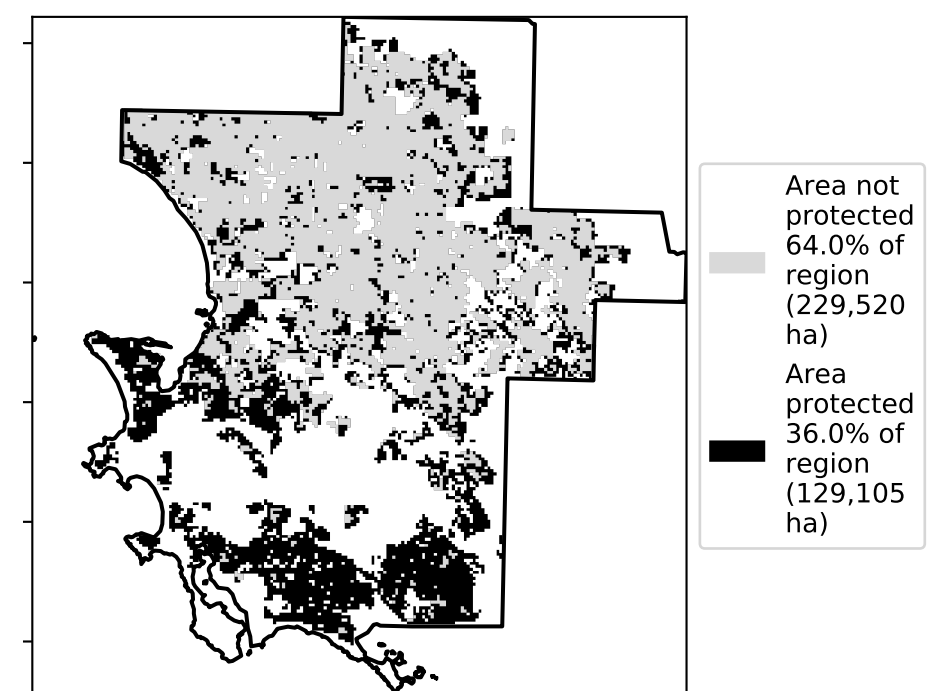 Area not
protected
64.0% of
region
(229,520
ha)
Area
protected
36.0% of
region
(129,105
ha)